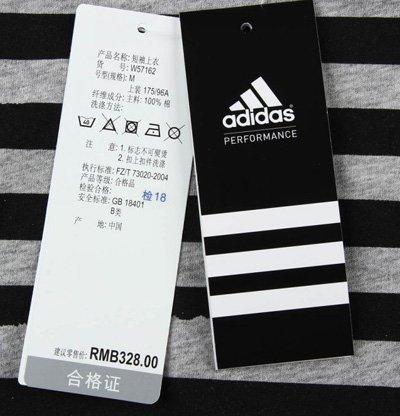 产品名称: 短袖上衣
货 号: W57162
号型(规格): M
上装 175/96A
纤维成分: 主料: 100% 棉
洗涤方法:
40
注 意: 1. 标志不可熨烫
2. 扣上扣件洗涤
执行标准: FZ/T 73020-2004
产品等级: 合格品
检验合格: 检18
安全标准: GB 18401
B类
产 地: 中国
建议零售价: RMB328.00
合格证
adidas
PERFORMANCE